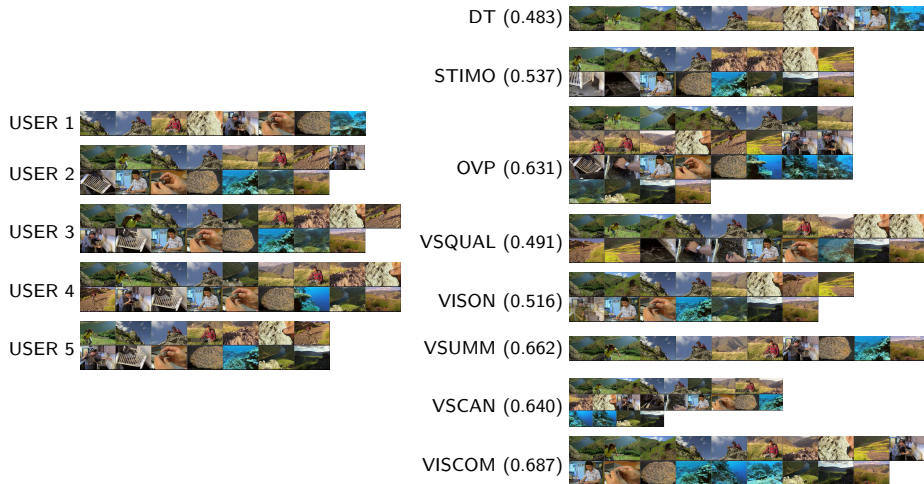 USER 1
USER 2
USER 3
USER 4
USER 5
DT (0.483)
STIMO (0.537)
OVP (0.631)
VSQUAL (0.491)
VISON (0.516)
VSUMM (0.662)
VSCAN (0.640)
VISCOM (0.687)